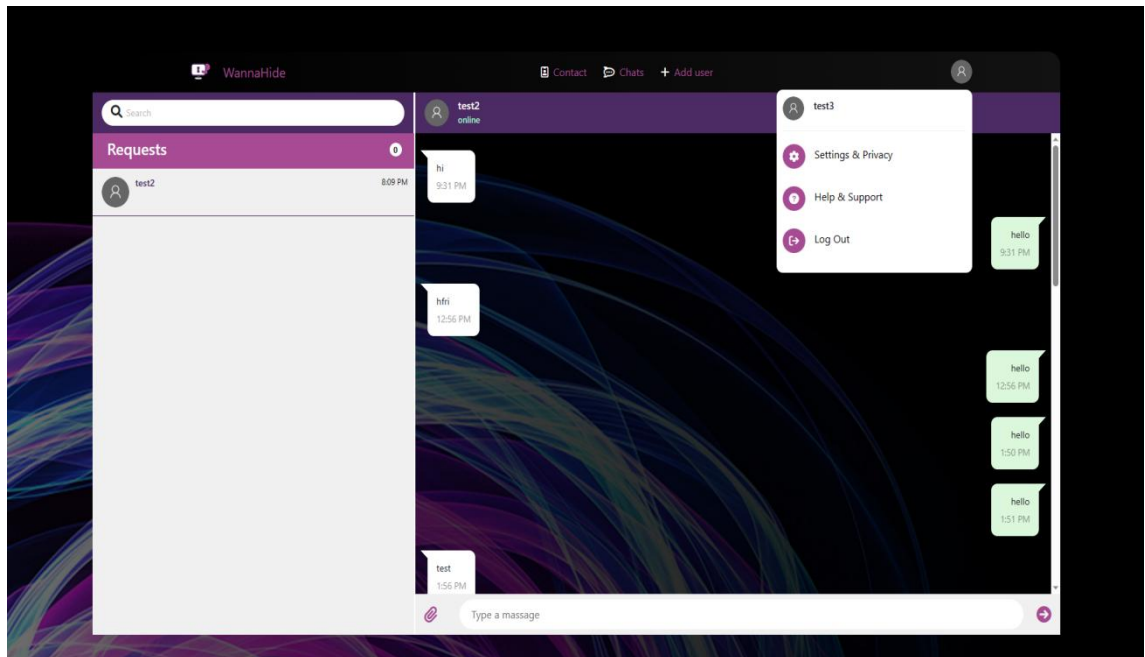 WannaHide
Contact
Chats
+ Add user
Search
Requests
0
test2
8:09 PM
test2
online
test3
Settings & Privacy
Help & Support
Log Out
hi
9:31 PM
hello
9:31 PM
hfri
12:56 PM
hello
12:56 PM
hello
1:50 PM
hello
1:51 PM
test
1:56 PM
Type a massage